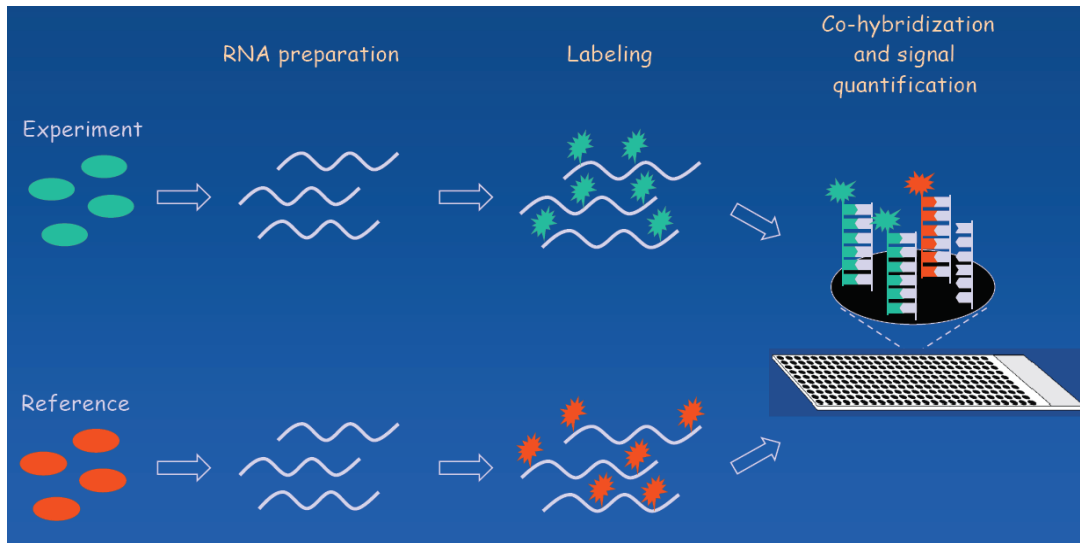 RNA preparation
Labeling
Co-hybridization
and signal
quantification
Experiment
Reference